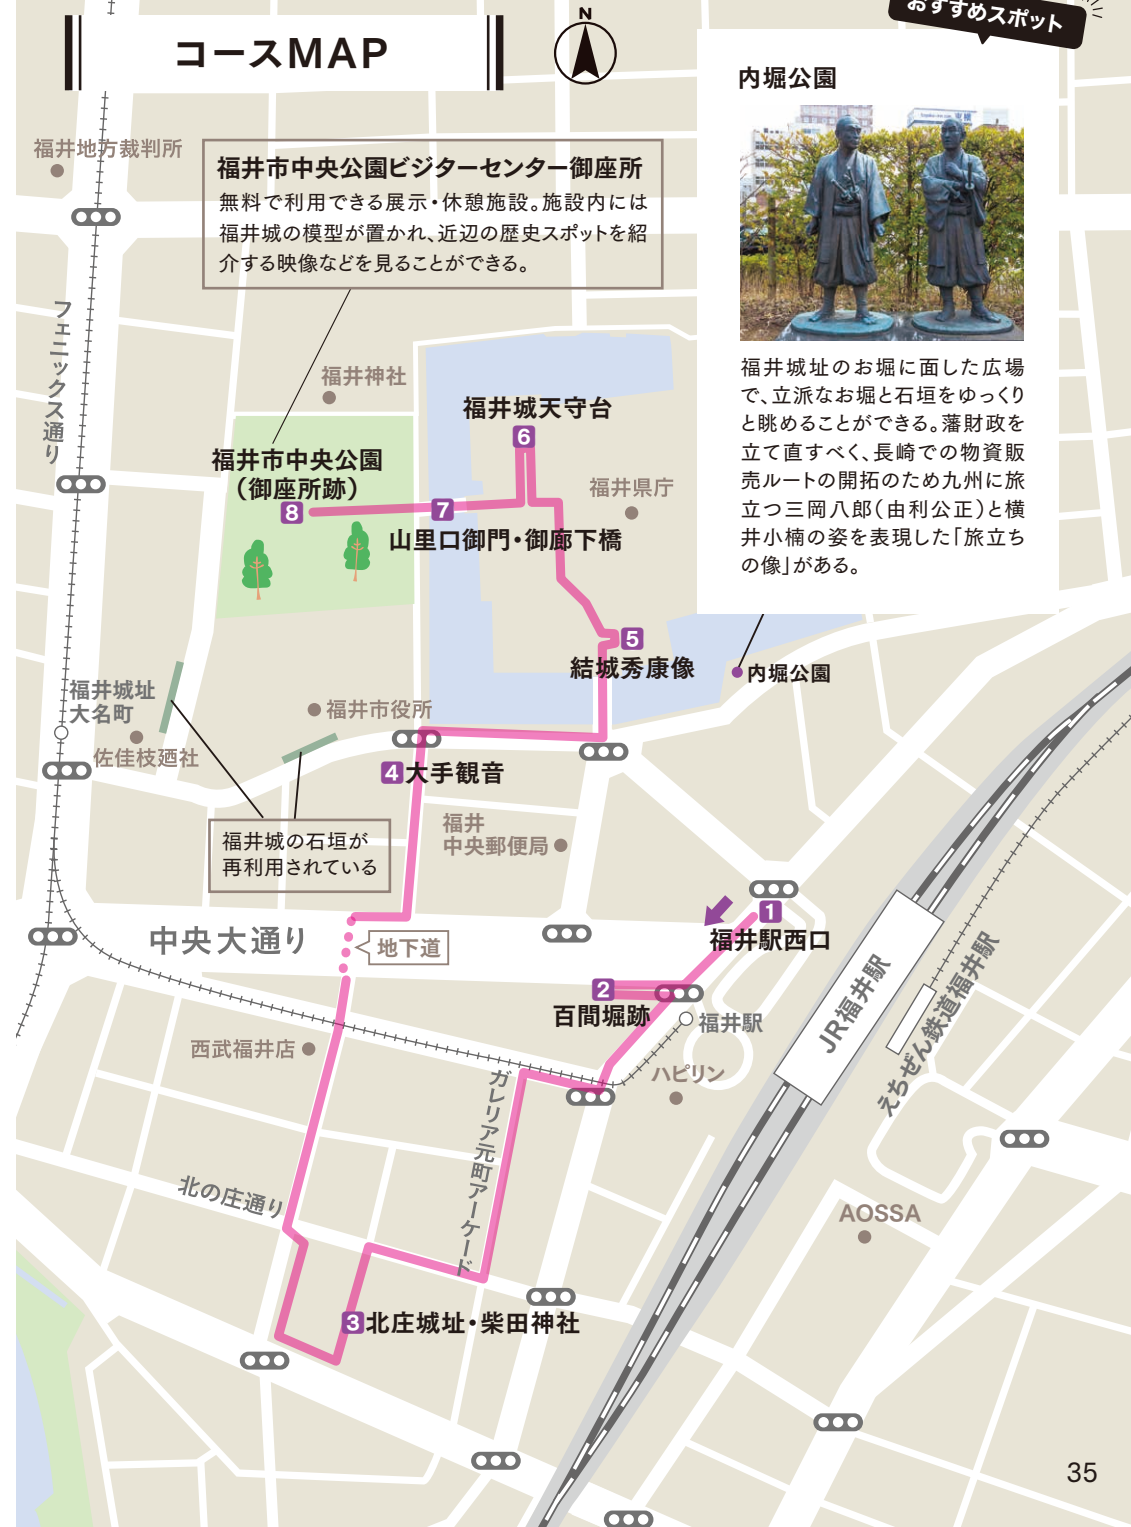 コースMAP
N
おすすめスポット
内堀公園
福井城址のお堀に面した広場
で、立派なお堀と石垣をゆっくり
と眺めることができる。藩財政を
立て直すべく、長崎での物資販
売ルートの開拓のため九州に旅
立つ三岡八郎(由利公正)と横
井小楠の姿を表現した「旅立ち
の像」がある。
福井地方裁判所
福井市中央公園ビジターセンター御座所
無料で利用できる展示・休憩施設。施設内には
福井城の模型が置かれ、近辺の歴史スポットを紹
介する映像などを見ることができる。
フェニックス通り
福井神社
福井城天守台
6
福井市中央公園
(御座所跡)
8
7
山里口御門・御廊下橋
福井県庁
5
結城秀康像
内堀公園
福井城址
大名町
佐佳枝廼社
福井市役所
4 大手観音
福井
中央郵便局
福井城の石垣が
再利用されている
1
福井駅西口
中央大通り
地下道
2
百間堀跡
福井駅
JR福井駅
えちぜん鉄道福井駅
西武福井店
ハピリン
ガレリア元町アーケード
北の庄通り
AOSSA
3 北庄城址・柴田神社
35